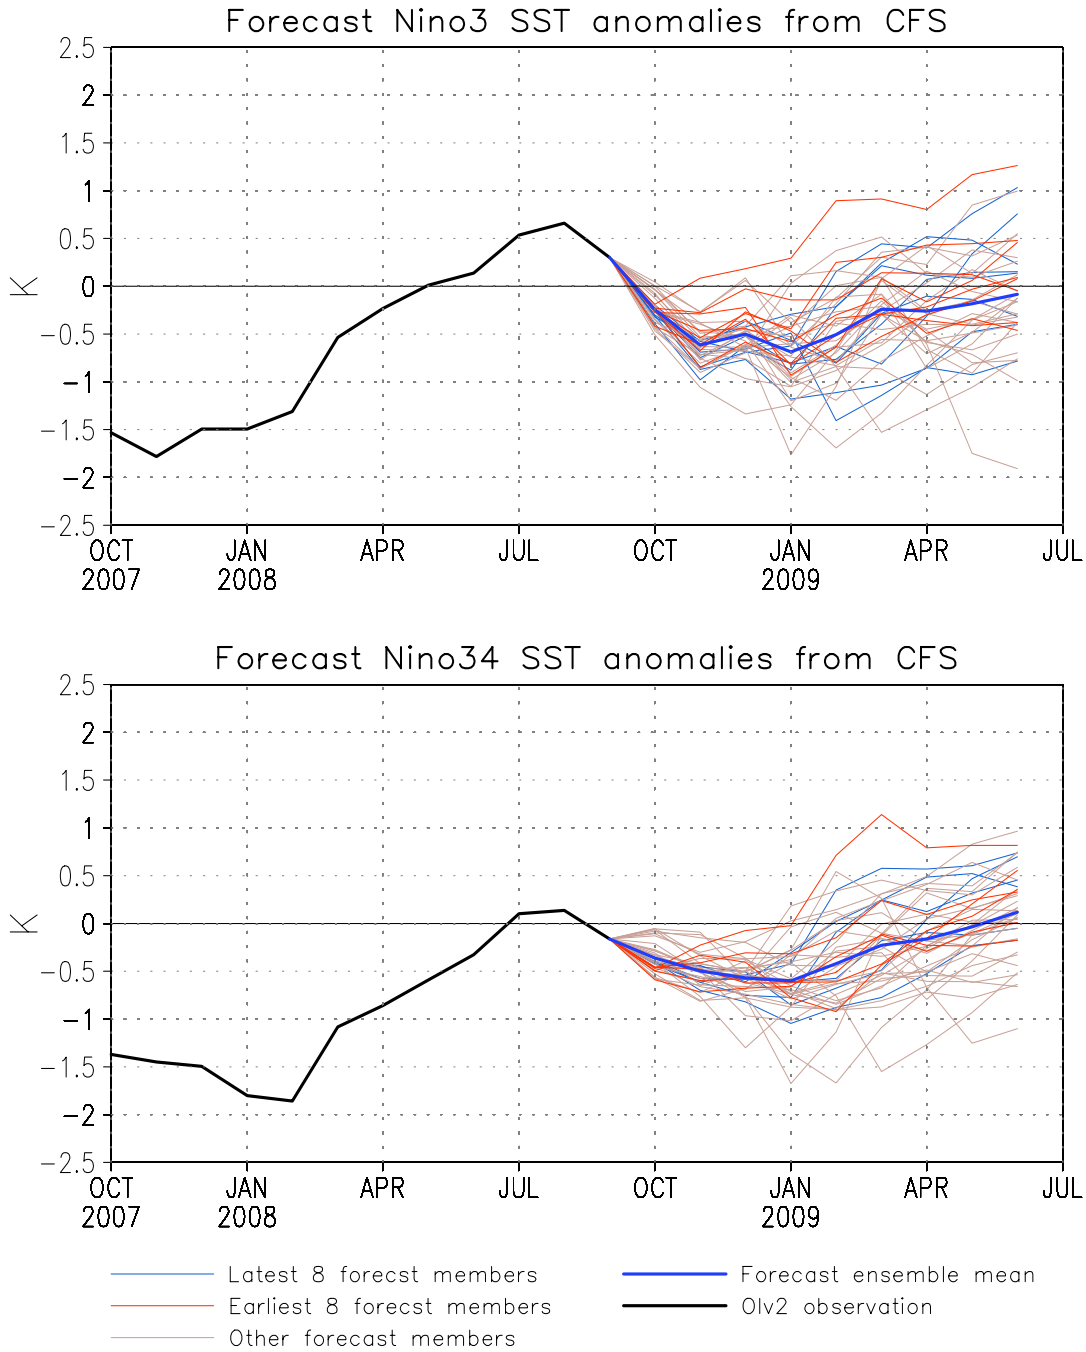 Forecast Nino3 SST anomalies from CFS
2.5
2
1.5
1
0.5
0
-0.5
-1
-1.5
-2
-2.5
K
OCT JAN APR JUL OCT JAN APR JUL
2007 2008 2009
Forecast Nino34 SST anomalies from CFS
2.5
2
1.5
1
0.5
0
-0.5
-1
-1.5
-2
-2.5
K
OCT JAN APR JUL OCT JAN APR JUL
2007 2008 2009
Latest 8 forecst members
Earliest 8 forecst members
Other forecast members
Forecast ensemble mean
OIv2 observation